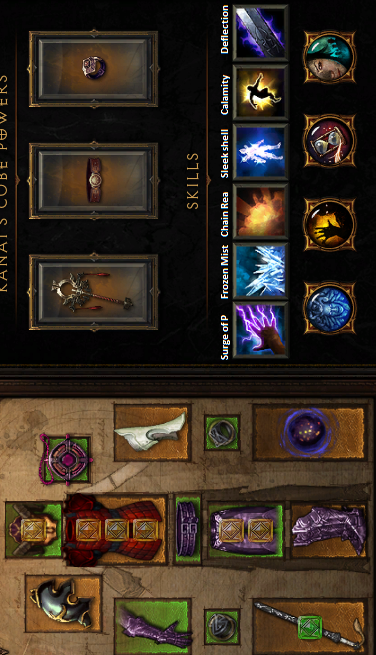 KANAI'S CUBE POWERS
SKILLS
Deflection
Calamity
Sleek shell
Chain Rea
Frozen Mist
Surge of P